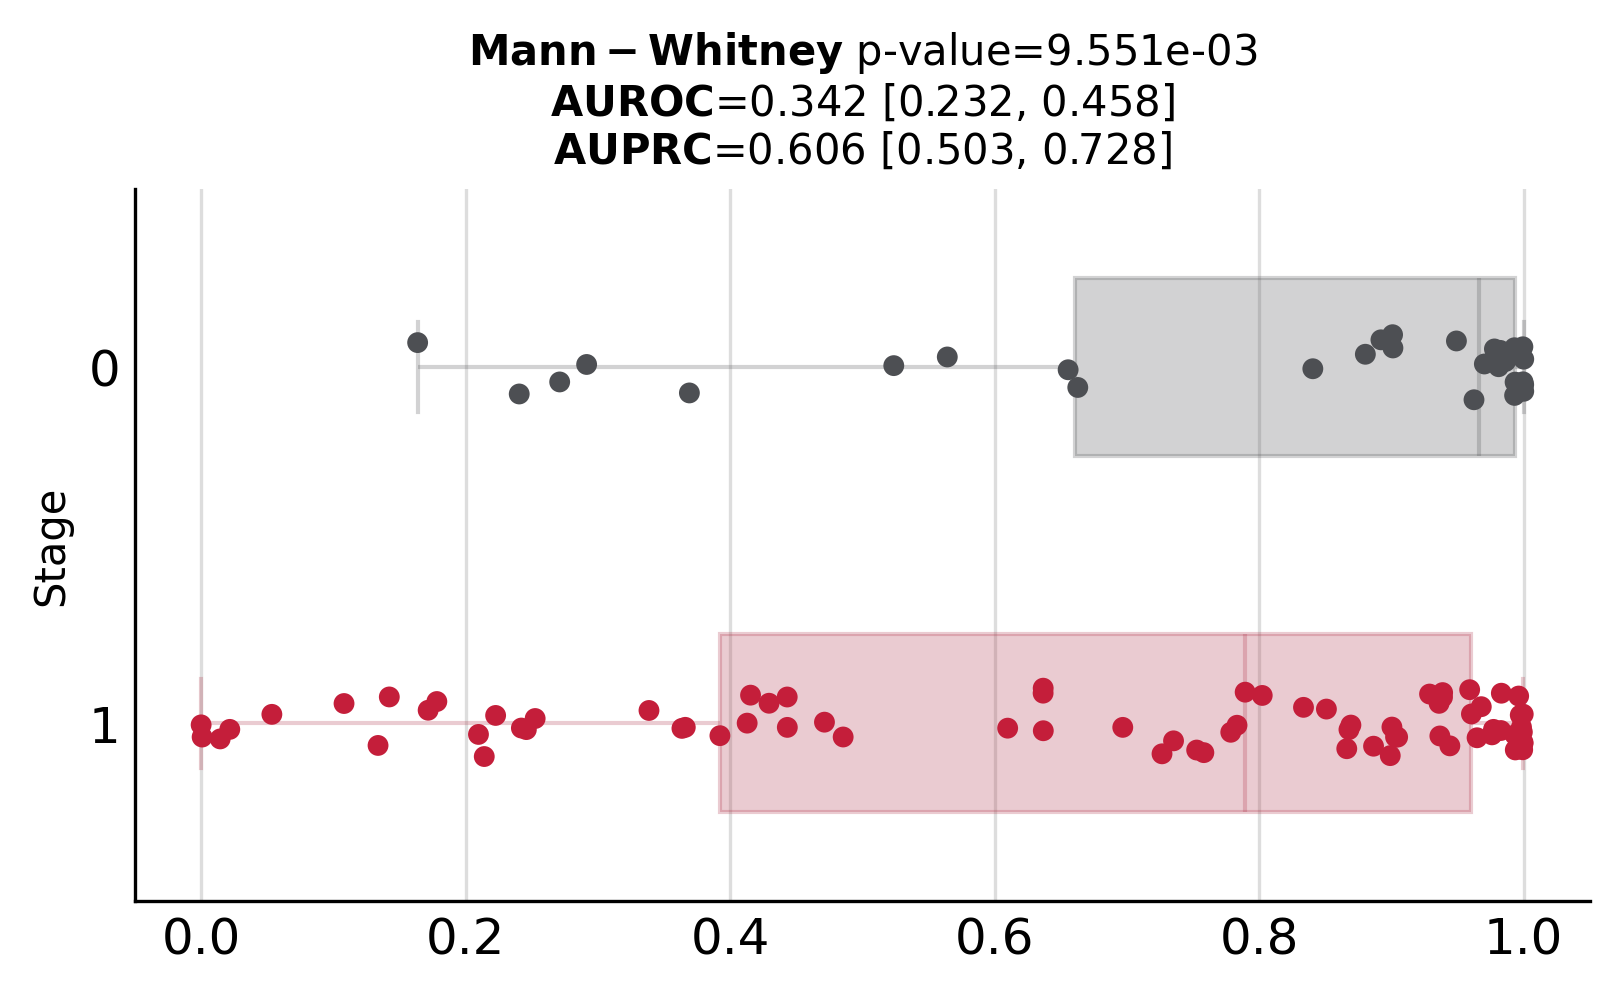 Mann−Whitney p-value=9.551e-03
AUROC=0.342 [0.232, 0.458]
AUPRC=0.606 [0.503, 0.728]
0
Stage
1
0.0 0.2 0.4 0.6 0.8 1.0